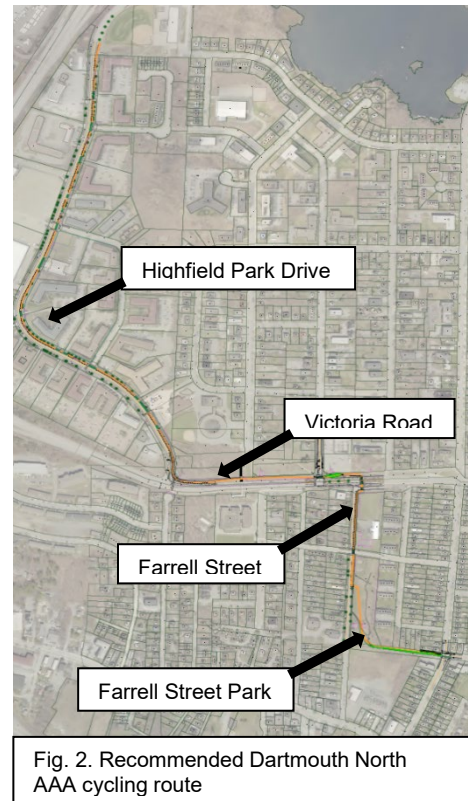 Highfield Park Drive
Victoria Road
Farrell Street
Farrell Street Park
Fig. 2. Recommended Dartmouth North
AAA cycling route